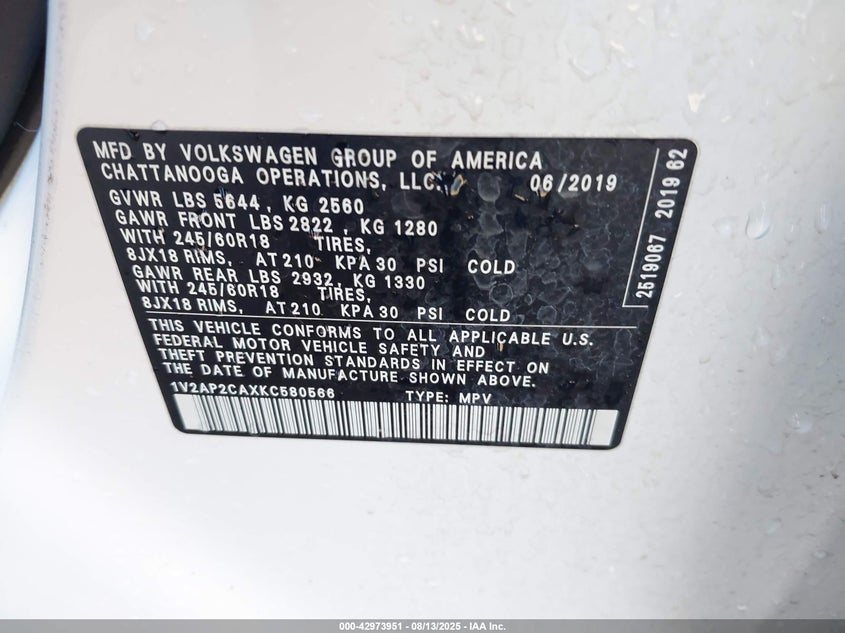 MFD BY VOLKSWAGEN GROUP OF AMERICA
CHATTANOOGA OPERATIONS, LLC. 06/2019
GVWR LBS 5644 , KG 2560
GAWR FRONT LBS 2822 , KG 1280
WITH 245/60R18 TIRES,
8JX18 RIMS, AT 210 KPA 30 PSI COLD
GAWR REAR LBS 2932, KG 1330
WITH 245/60R18 TIRES,
8JX18 RIMS, AT 210 KPA 30 PSI COLD
THIS VEHICLE CONFORMS TO ALL APPLICABLE U.S.
FEDERAL MOTOR VEHICLE SAFETY AND
THEFT PREVENTION STANDARDS IN EFFECT ON
THE DATE OF MANUFACTURE SHOWN ABOVE.
1V2AP2CAXKC580566 TYPE: MPV
2519067 2019 62
000-42973951 - 08/13/2025 - IAA Inc.